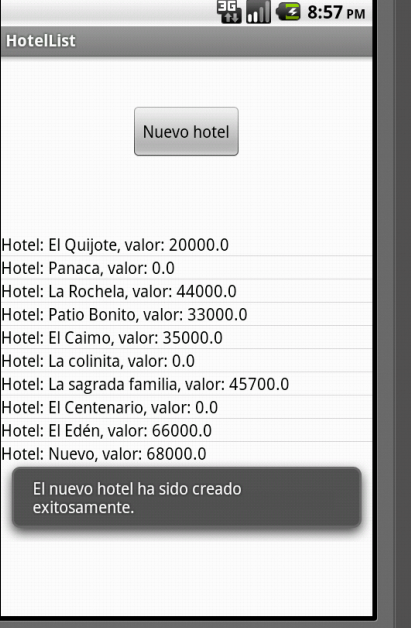 3G 8:57 PM
HotelList
Nuevo hotel
Hotel: El Quijote, valor: 20000.0
Hotel: Panaca, valor: 0.0
Hotel: La Rochela, valor: 44000.0
Hotel: Patio Bonito, valor: 33000.0
Hotel: El Caimo, valor: 35000.0
Hotel: La colinita, valor: 0.0
Hotel: La sagrada familia, valor: 45700.0
Hotel: El Centenario, valor: 0.0
Hotel: El Edén, valor: 66000.0
Hotel: Nuevo, valor: 68000.0
El nuevo hotel ha sido creado
exitosamente.